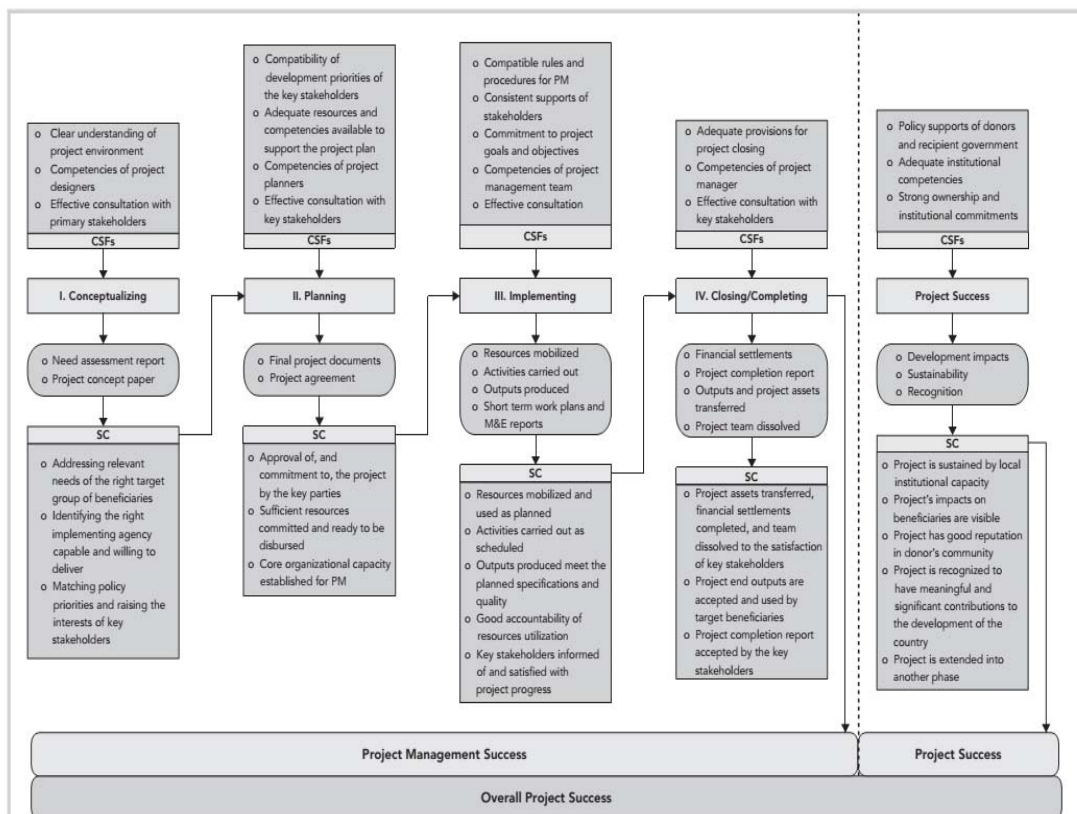 o Clear understanding of
project environment
o Competencies of project
designers
o Effective consultation with
primary stakeholders
CSFs
I. Conceptualizing
o Need assessment report
o Project concept paper
SC
o Addressing relevant
needs of the right target
group of beneficiaries
o Identifying the right
implementing agency
capable and willing to
deliver
o Matching policy
priorities and raising the
interests of key
stakeholders
o Compatibility of
development priorities of
the key stakeholders
o Adequate resources and
competencies available to
support the project plan
o Competencies of project
planners
o Effective consultation with
key stakeholders
CSFs
II. Planning
o Final project documents
o Project agreement
SC
o Approval of, and
commitment to, the project
by the key parties
o Sufficient resources
committed and ready to be
disbursed
o Core organizational capacity
established for PM
o Compatible rules and
procedures for PM
o Consistent supports of
stakeholders
o Commitment to project
goals and objectives
o Competencies of project
management team
o Effective consultation
CSFs
III. Implementing
o Resources mobilized
o Activities carried out
o Outputs produced
o Short term work plans and
M&E reports
SC
o Resources mobilized and
used as planned
o Activities carried out as
scheduled
o Outputs produced meet the
planned specifications and
quality
o Good accountability of
resources utilization
o Key stakeholders informed
of and satisfied with
project progress
o Adequate provisions for
project closing
o Competencies of project
manager
o Effective consultation with
key stakeholders
CSFs
IV. Closing/Completing
o Financial settlements
o Project completion report
o Outputs and project assets
transferred
o Project team dissolved
SC
o Project assets transferred,
financial settlements
completed, and team
dissolved to the satisfaction
of key stakeholders
o Project end outputs are
accepted and used by
target beneficiaries
o Project completion report
accepted by the key
stakeholders
o Policy supports of donors
and recipient government
o Adequate institutional
competencies
o Strong ownership and
institutional commitments
CSFs
Project Success
o Development impacts
o Sustainability
o Recognition
SC
o Project is sustained by local
institutional capacity
o Project's impacts on
beneficiaries are visible
o Project has good reputation
in donor's community
o Project is recognized to
have meaningful and
significant contributions to
the development of the
country
o Project is extended into
another phase
Project Management Success
Project Success
Overall Project Success